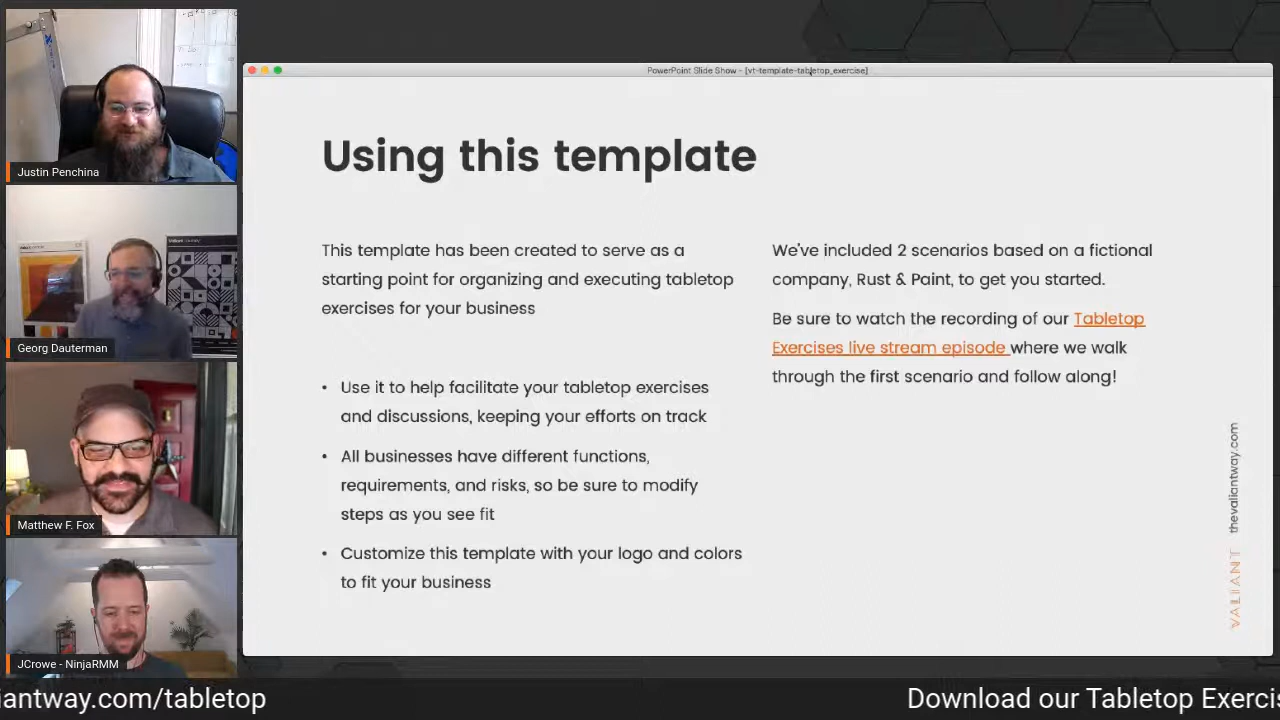 Justin Penchina
Georg Dauterman
Matthew F. Fox
JCrowe - NinjaRMM
PowerPoint Slide Show - [vt-template-tabletop_exercise]
Using this template
This template has been created to serve as a
starting point for organizing and executing tabletop
exercises for your business
• Use it to help facilitate your tabletop exercises
and discussions, keeping your efforts on track
• All businesses have different functions,
requirements, and risks, so be sure to modify
steps as you see fit
• Customize this template with your logo and colors
to fit your business
We've included 2 scenarios based on a fictional
company, Rust & Paint, to get you started.
Be sure to watch the recording of our Tabletop
Exercises live stream episode where we walk
through the first scenario and follow along!
VALIANT thevaliantway.com
iantway.com/tabletop
Download our Tabletop Exercis